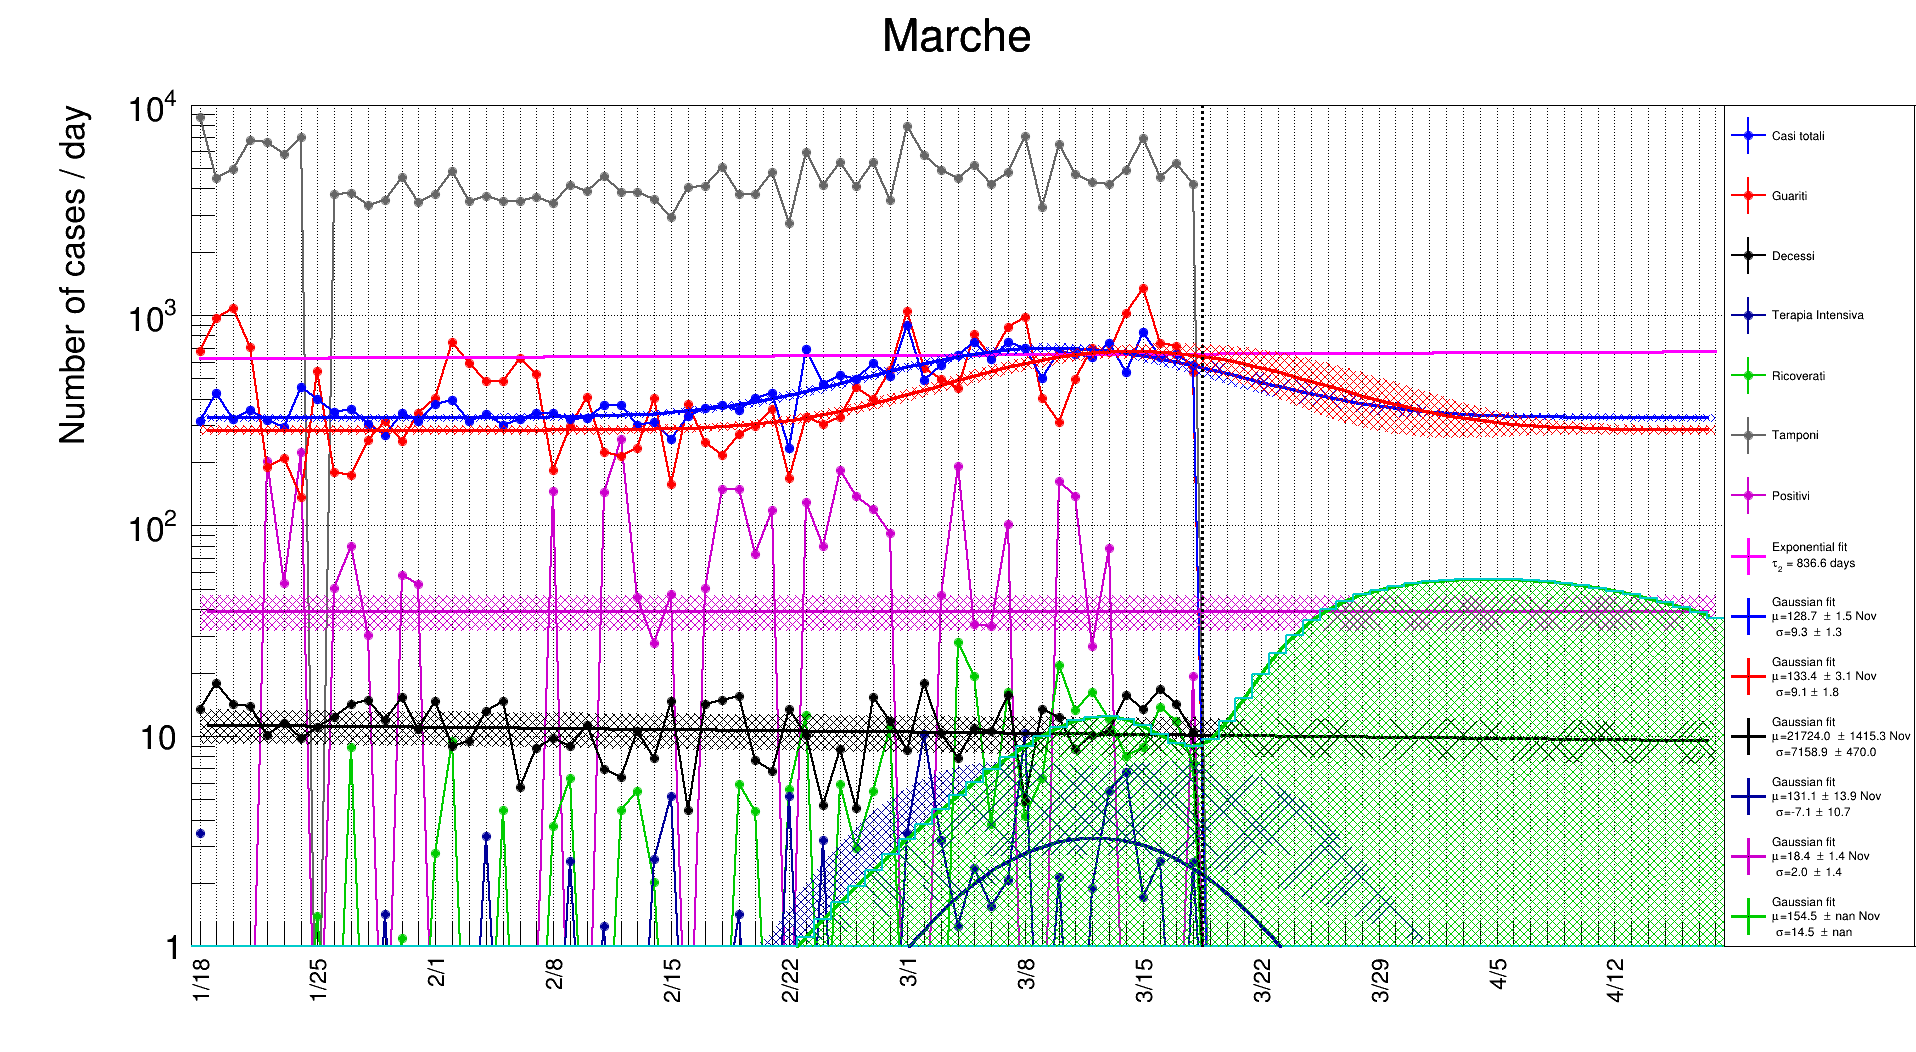 Marche
Number of cases / day
10^4
10^3
10^2
10
1
1/18
1/25
2/1
2/8
2/15
2/22
3/1
3/8
3/15
3/22
3/29
4/5
4/12
Casi totali
Guariti
Decessi
Terapia Intensiva
Ricoverati
Tamponi
Positivi
Exponential fit
τ_2 = 836.6 days
Gaussian fit
μ=128.7 ± 1.5 Nov
σ=9.3 ± 1.3
Gaussian fit
μ=133.4 ± 3.1 Nov
σ=9.1 ± 1.8
Gaussian fit
μ=21724.0 ± 1415.3 Nov
σ=7158.9 ± 470.0
Gaussian fit
μ=131.1 ± 13.9 Nov
σ=-7.1 ± 10.7
Gaussian fit
μ=18.4 ± 1.4 Nov
σ=2.0 ± 1.4
Gaussian fit
μ=154.5 ± nan Nov
σ=14.5 ± nan